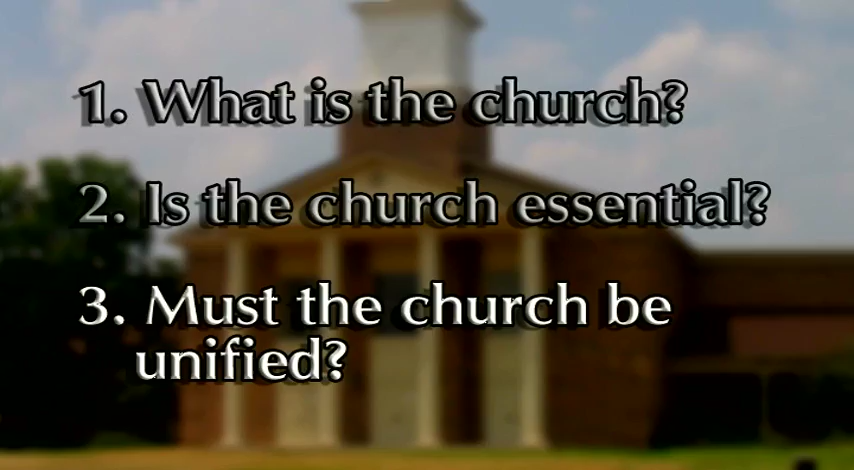 1. What is the church?
2. Is the church essential?
3. Must the church be
unified?